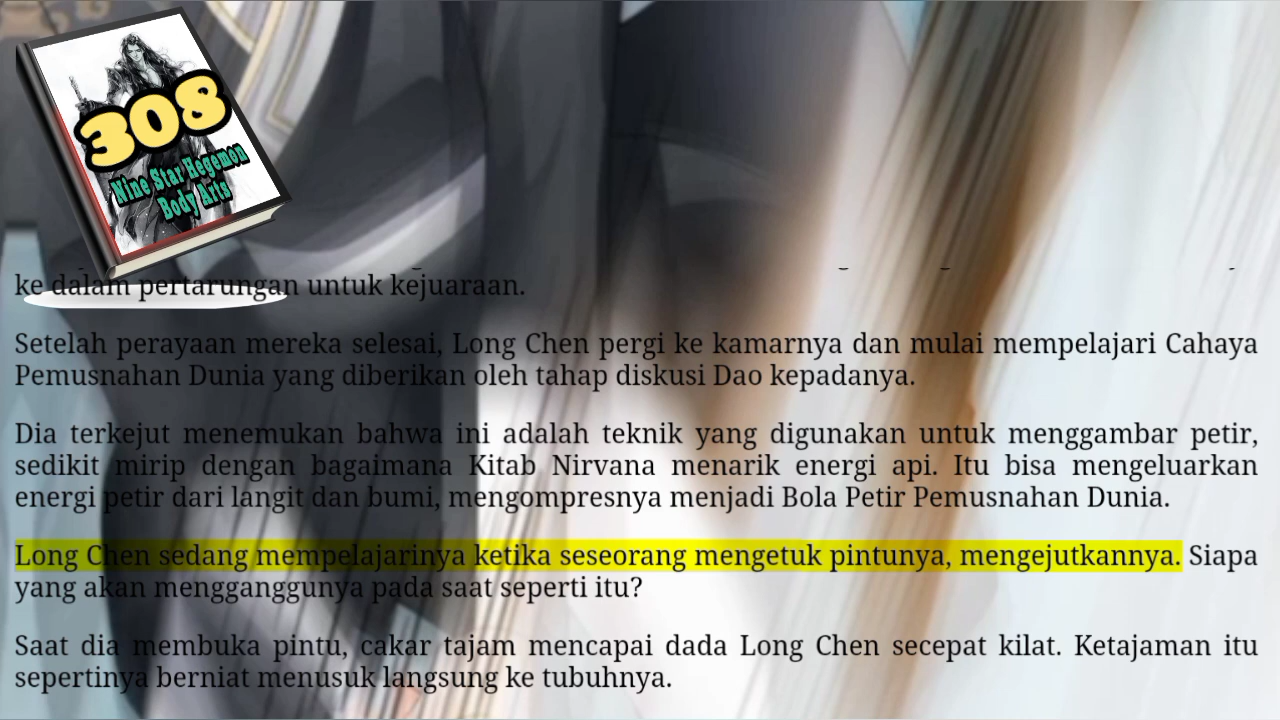 308
Nine Star Hegemon
Body Arts
ke dalam pertarungan untuk kejuaraan.
Setelah perayaan mereka selesai, Long Chen pergi ke kamarnya dan mulai mempelajari Cahaya
Pemusnahan Dunia yang diberikan oleh tahap diskusi Dao kepadanya.
Dia terkejut menemukan bahwa ini adalah teknik yang digunakan untuk menggambar petir,
sedikit mirip dengan bagaimana Kitab Nirvana menarik energi api. Itu bisa mengeluarkan
energi petir dari langit dan bumi, mengompresnya menjadi Bola Petir Pemusnahan Dunia.
Long Chen sedang mempelajarinya ketika seseorang mengetuk pintunya, mengejutkannya. Siapa
yang akan mengganggunya pada saat seperti itu?
Saat dia membuka pintu, cakar tajam mencapai dada Long Chen secepat kilat. Ketajaman itu
sepertinya berniat menusuk langsung ke tubuhnya.